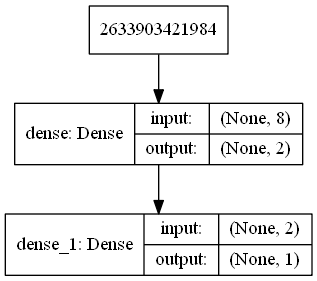 2633903421984
dense: Dense
input: (None, 8)
output: (None, 2)
dense_1: Dense
input: (None, 2)
output: (None, 1)